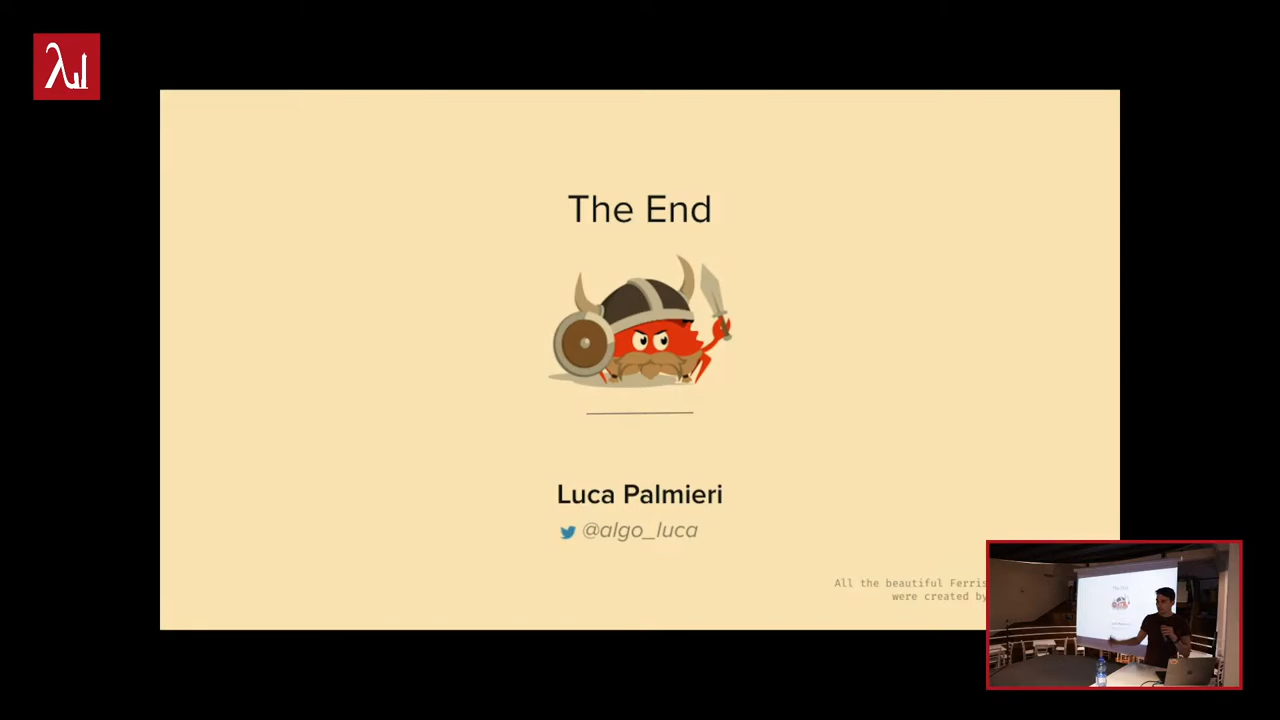 The End
Luca Palmieri
@algo_luca
All the beautiful Ferris
were created by